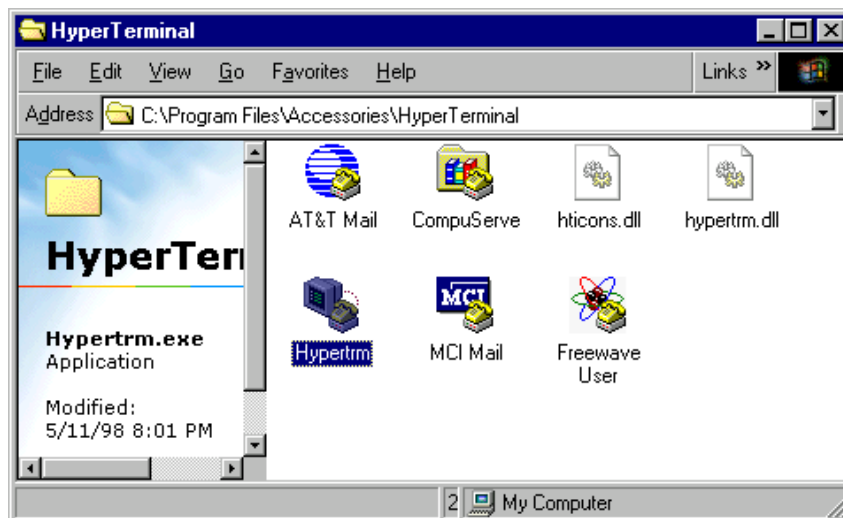 HyperTerminal
File Edit View Go Favorites Help Links »
Address C:\Program Files\Accessories\HyperTerminal
AT&T Mail CompuServe hticons.dll hypertrm.dll
HyperTer
MCI
Hypertrm MCI Mail Freewave
User
Hypertrm.exe
Application
Modified:
5/11/98 8:01 PM
2 My Computer